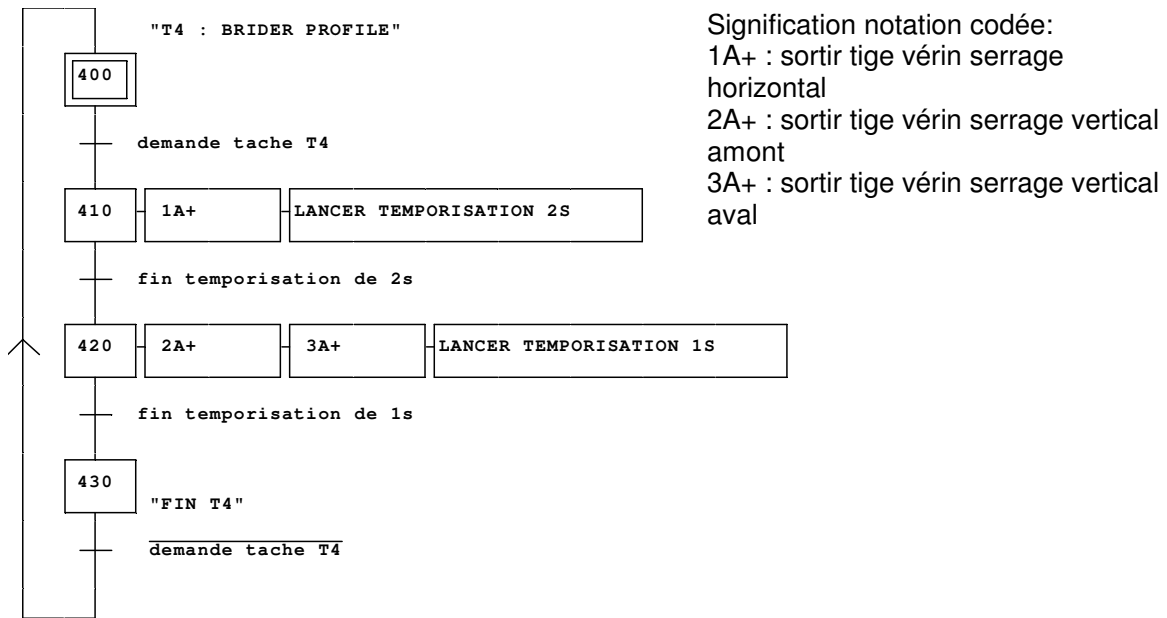 "T4 : BRIDER PROFILE"
400
demande tache T4
410 1A+ LANCER TEMPORISATION 2S
fin temporisation de 2s
420 2A+ 3A+ LANCER TEMPORISATION 1S
fin temporisation de 1s
430
"FIN T4"
demande tache T4
Signification notation codée:
1A+ : sortir tige vérin serrage
horizontal
2A+ : sortir tige vérin serrage vertical
amont
3A+ : sortir tige vérin serrage vertical
aval